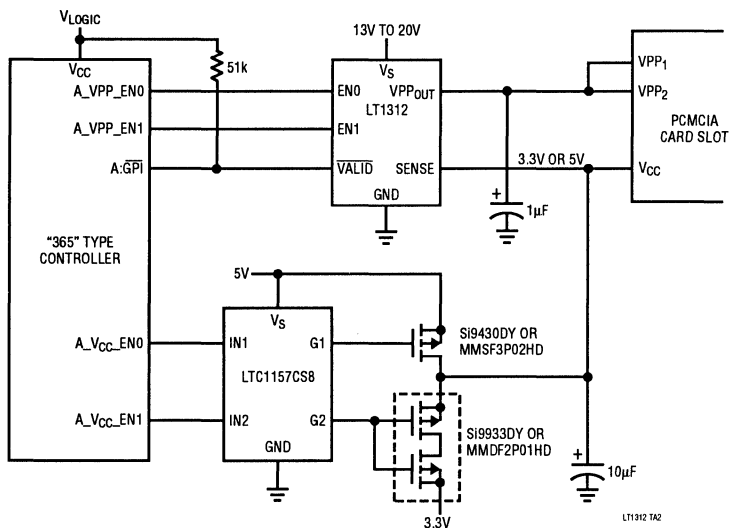 VLOGIC
VCC
51k
13V TO 20V
VS
A_VPP_EN0
EN0
VPPOUT
LT1312
VPP1
VPP2
A_VPP_EN1
EN1
PCMCIA
CARD SLOT
A:GPI
VALID
SENSE
3.3V OR 5V
VCC
GND
+
1µF
"365" TYPE
CONTROLLER
5V
VS
Si9430DY OR
MMSF3P02HD
A_VCC_EN0
IN1
G1
LTC1157CS8
A_VCC_EN1
IN2
G2
Si9933DY OR
MMDF2P01HD
GND
+
10µF
3.3V
LT1312 TA2